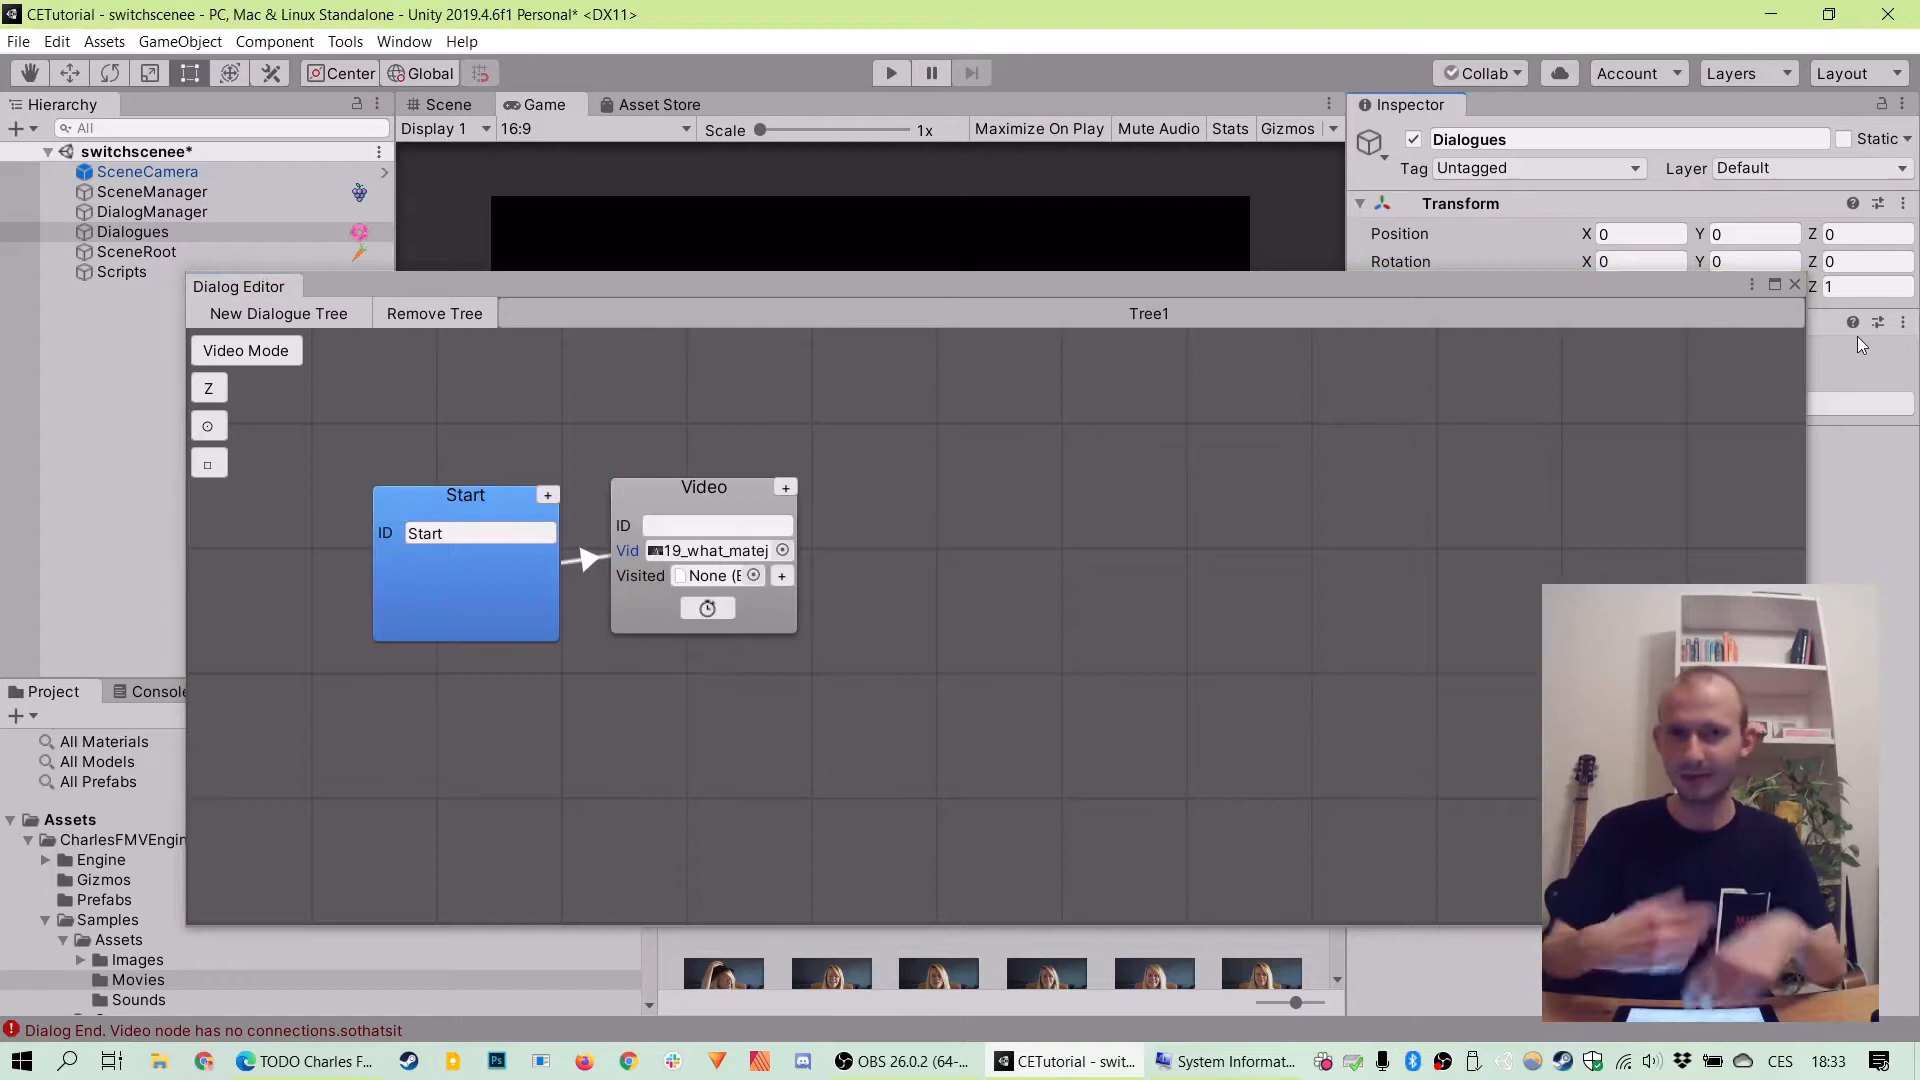 CETutorial - switchscenee - PC, Mac & Linux Standalone - Unity 2019.4.6f1 Personal* <DX11>
File Edit Assets GameObject Component Tools Window Help
Center Global Collab Account Layers Layout
Hierarchy Scene Game Asset Store Inspector
All Display 1 16:9 Scale 1x Maximize On Play Mute Audio Stats Gizmos
Dialogues Static
switchscenee*
SceneCamera Tag Untagged Layer Default
SceneManager
DialogManager Transform
Dialogues Position X 0 Y 0 Z 0
SceneRoot Rotation X 0 Y 0 Z 0
Scripts
Dialog Editor Z 1
New Dialogue Tree Remove Tree Tree1
Video Mode
Z
Start
ID Start
Video
ID
Vid 19_what_matej
Visited None (E
Project Console
All Materials
All Models
All Prefabs
Assets
CharlesFMVEngin
Engine
Gizmos
Prefabs
Samples
Assets
Images
Movies
Sounds
Dialog End. Video node has no connections.sothatsit
TODO Charles F... OBS 26.0.2 (64-... CETutorial - swit... System Informat... CES 18:33